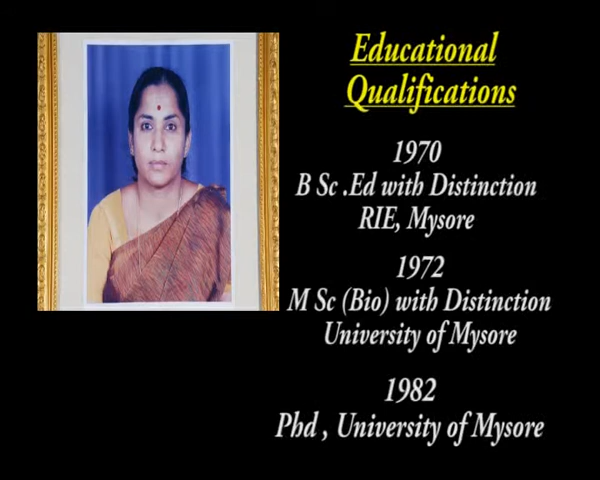 Educational
Qualifications
1970
B Sc .Ed with Distinction
RIE, Mysore
1972
M Sc (Bio) with Distinction
University of Mysore
1982
Phd , University of Mysore